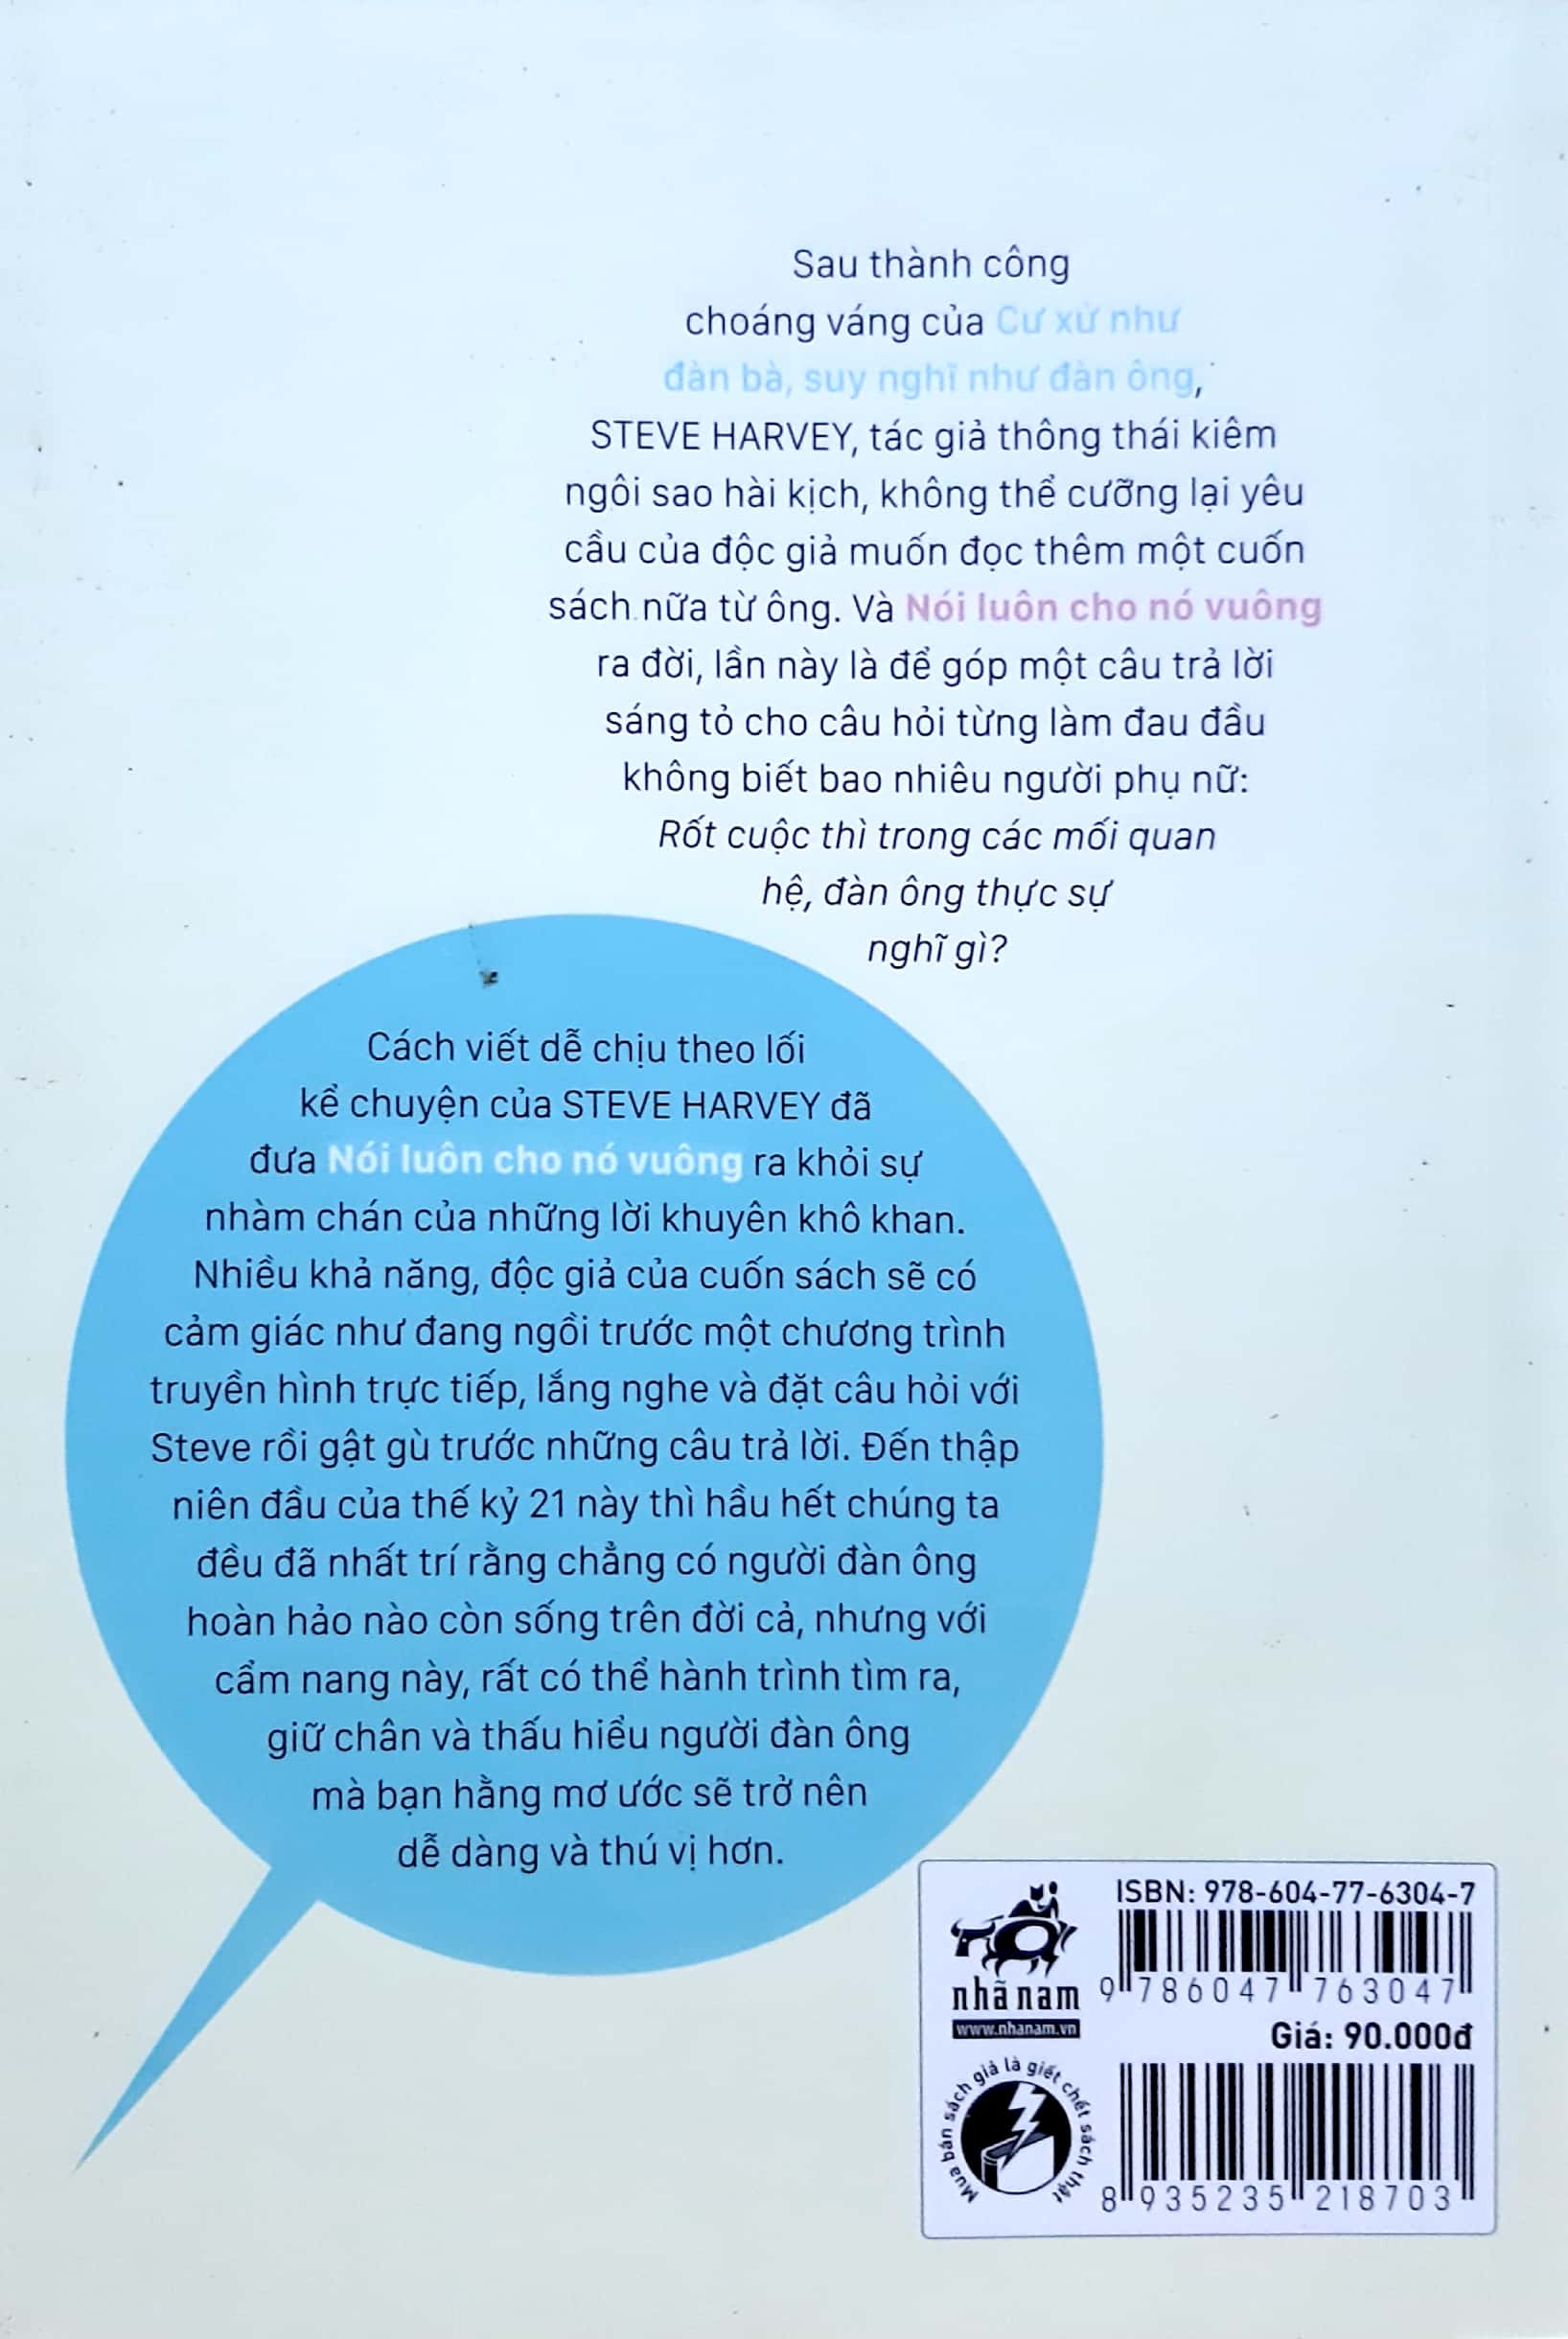 Sau thành công
choáng váng của Cư xử như
đàn bà, suy nghĩ như đàn ông,
STEVE HARVEY, tác giả thông thái kiêm
ngôi sao hài kịch, không thể cưỡng lại yêu
cầu của độc giả muốn đọc thêm một cuốn
sách nữa từ ông. Và Nói luôn cho nó vuông
ra đời, lần này là để góp một câu trả lời
sáng tỏ cho câu hỏi từng làm đau đầu
không biết bao nhiêu người phụ nữ:
Rốt cuộc thì trong các mối quan
hệ, đàn ông thực sự
nghĩ gì?
Cách viết dễ chịu theo lối
kể chuyện của STEVE HARVEY đã
đưa Nói luôn cho nó vuông ra khỏi sự
nhàm chán của những lời khuyên khô khan.
Nhiều khả năng, độc giả của cuốn sách sẽ có
cảm giác như đang ngồi trước một chương trình
truyền hình trực tiếp, lắng nghe và đặt câu hỏi với
Steve rồi gật gù trước những câu trả lời. Đến thập
niên đầu của thế kỷ 21 này thì hầu hết chúng ta
đều đã nhất trí rằng chẳng có người đàn ông
hoàn hảo nào còn sống trên đời cả, nhưng với
cẩm nang này, rất có thể hành trình tìm ra,
giữ chân và thấu hiểu người đàn ông
mà bạn hằng mơ ước sẽ trở nên
dễ dàng và thú vị hơn.
ISBN: 978-604-77-6304-7
9 786047 763047
nhã nam
www.nhanam.vn
Giá: 90.000đ
Mua bán sách giả là giết chết sách thật
8 935235 218703